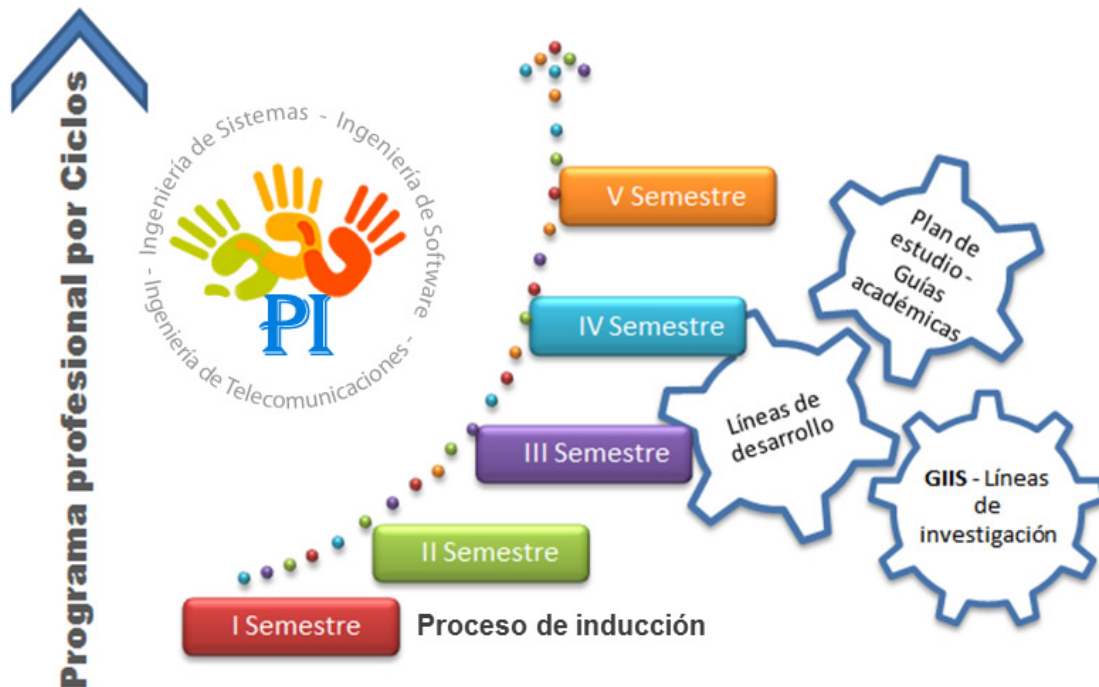 Programa profesional por Ciclos
Ingeniería de Sistemas - Ingeniería de Software - Ingeniería de Telecomunicaciones -
PI
V Semestre
IV Semestre
III Semestre
II Semestre
I Semestre
Proceso de inducción
Plan de
estudio -
Guías
académicas
Líneas de
desarrollo
GIIS - Líneas
de
investigación